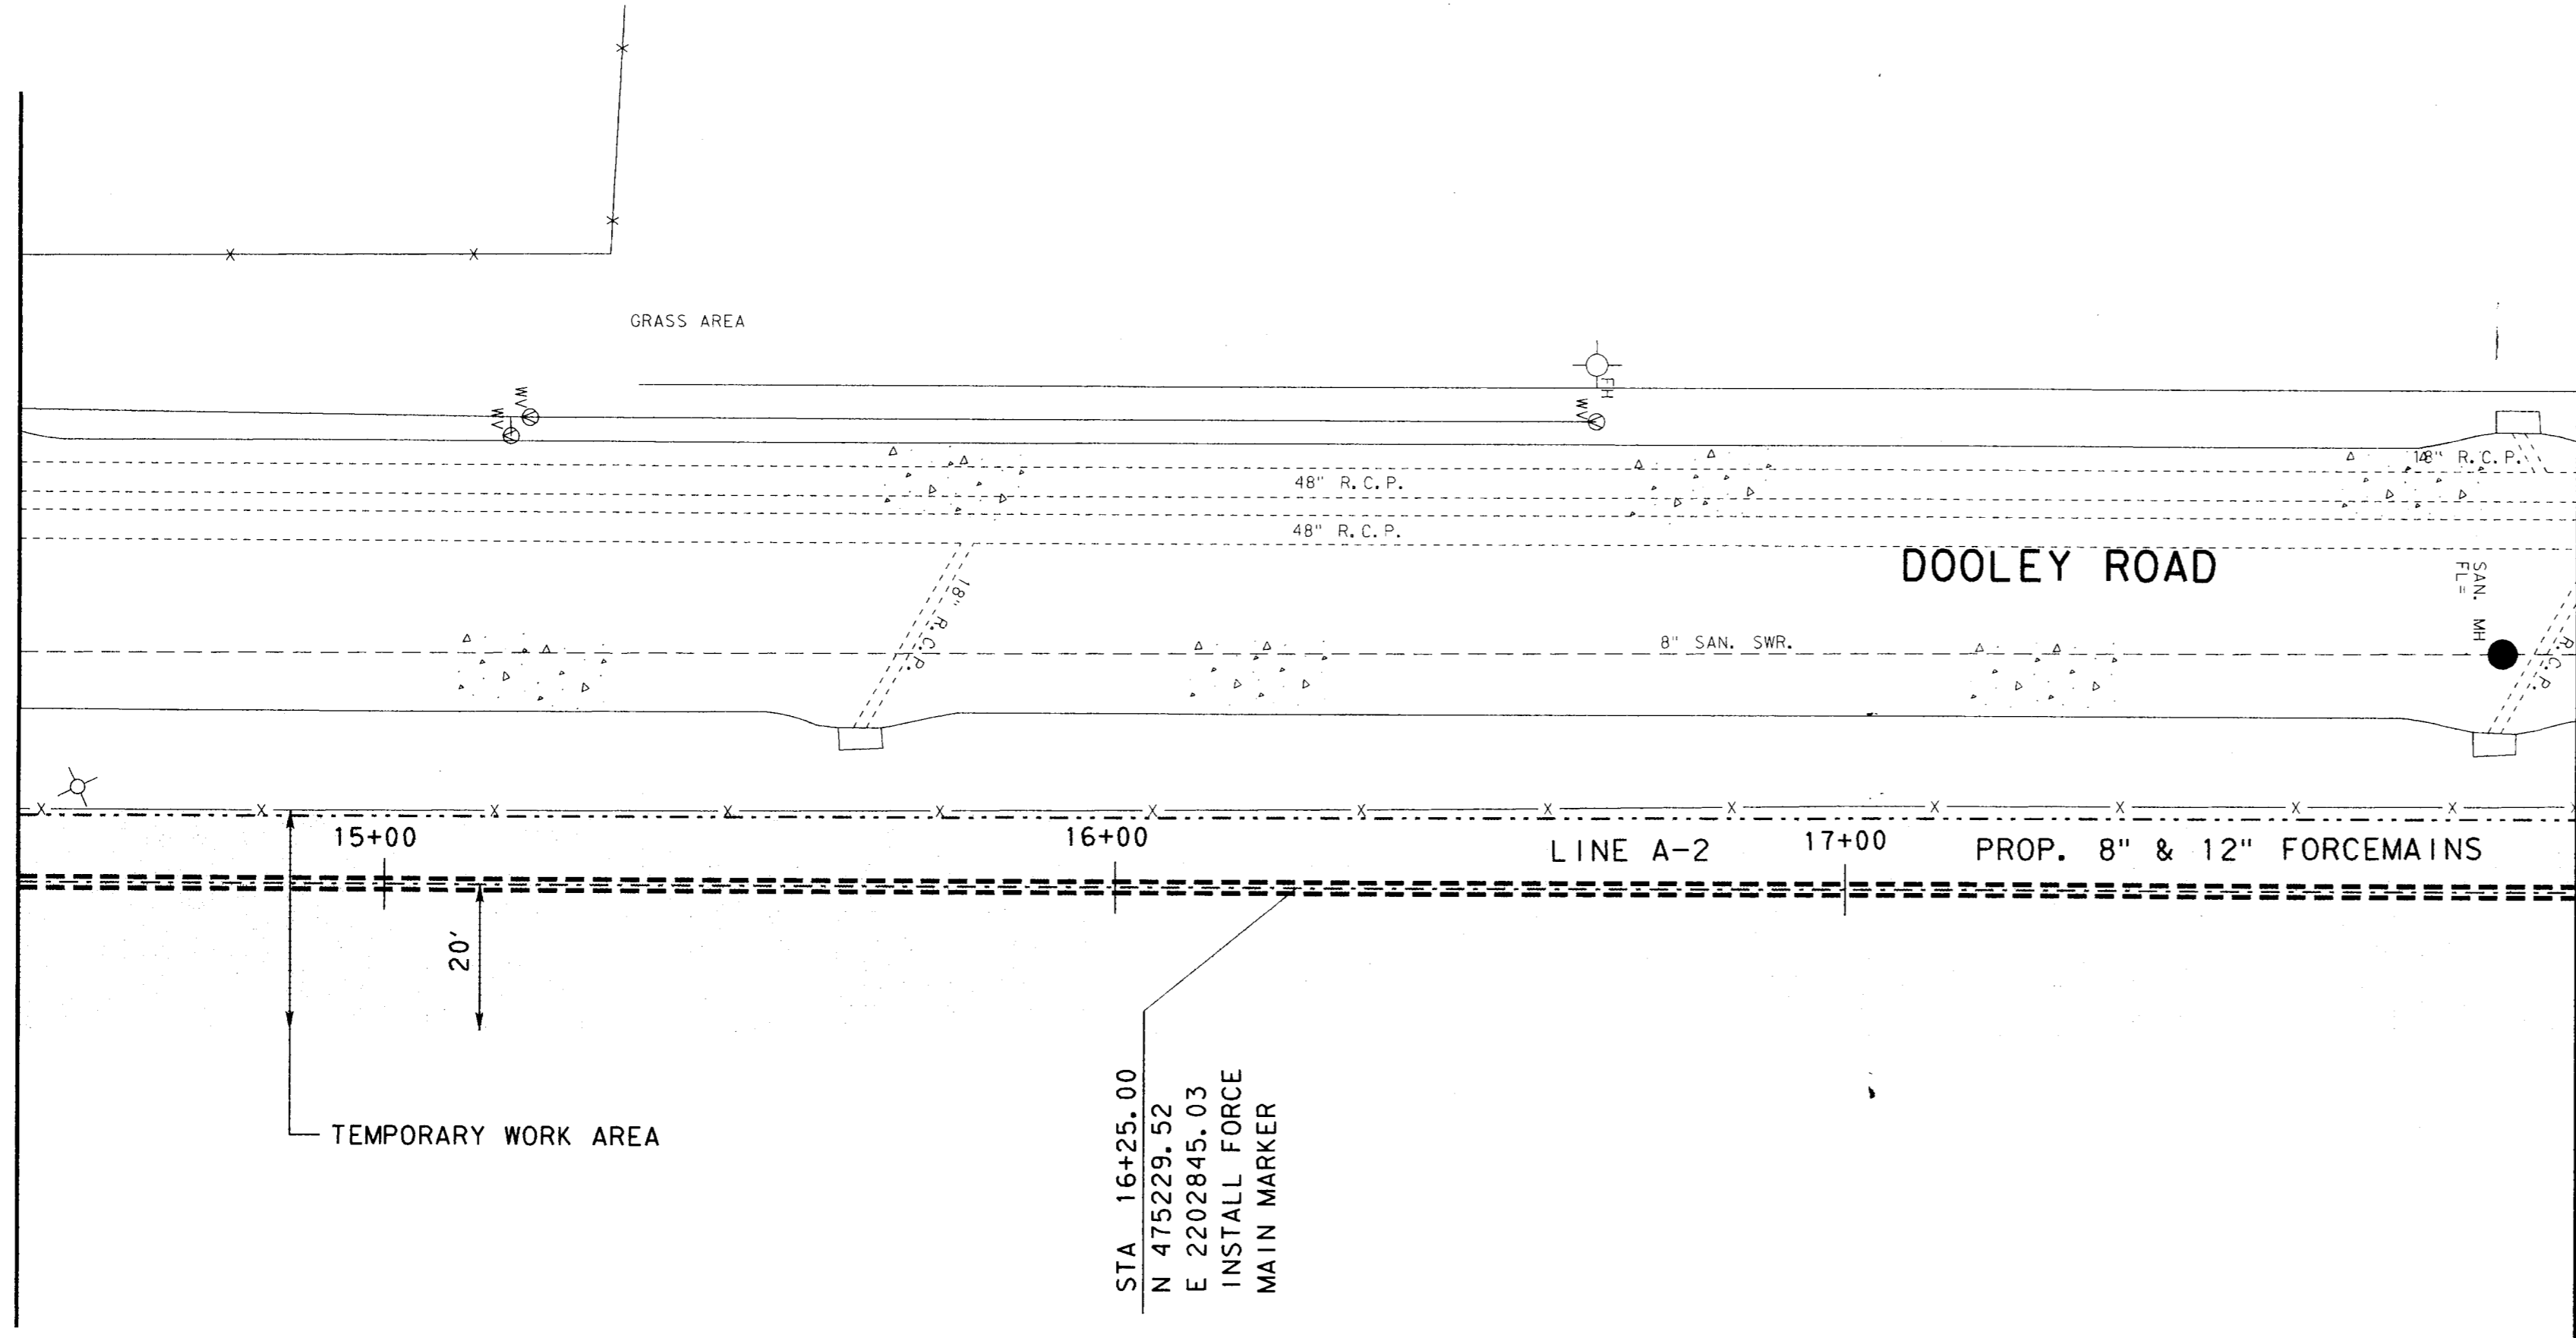 GRASS AREA
WV
WV
FH
WV
18" R.C.P.
48" R.C.P.
48" R.C.P.
DOOLEY ROAD
18" R.C.P.
SAN. MH
FL=
8" SAN. SWR.
R.C.P.
15+00
16+00
LINE A-2
17+00
PROP. 8" & 12" FORCEMAINS
20'
TEMPORARY WORK AREA
STA 16+25.00
N 475229.52
E 2202845.03
INSTALL FORCE
MAIN MARKER